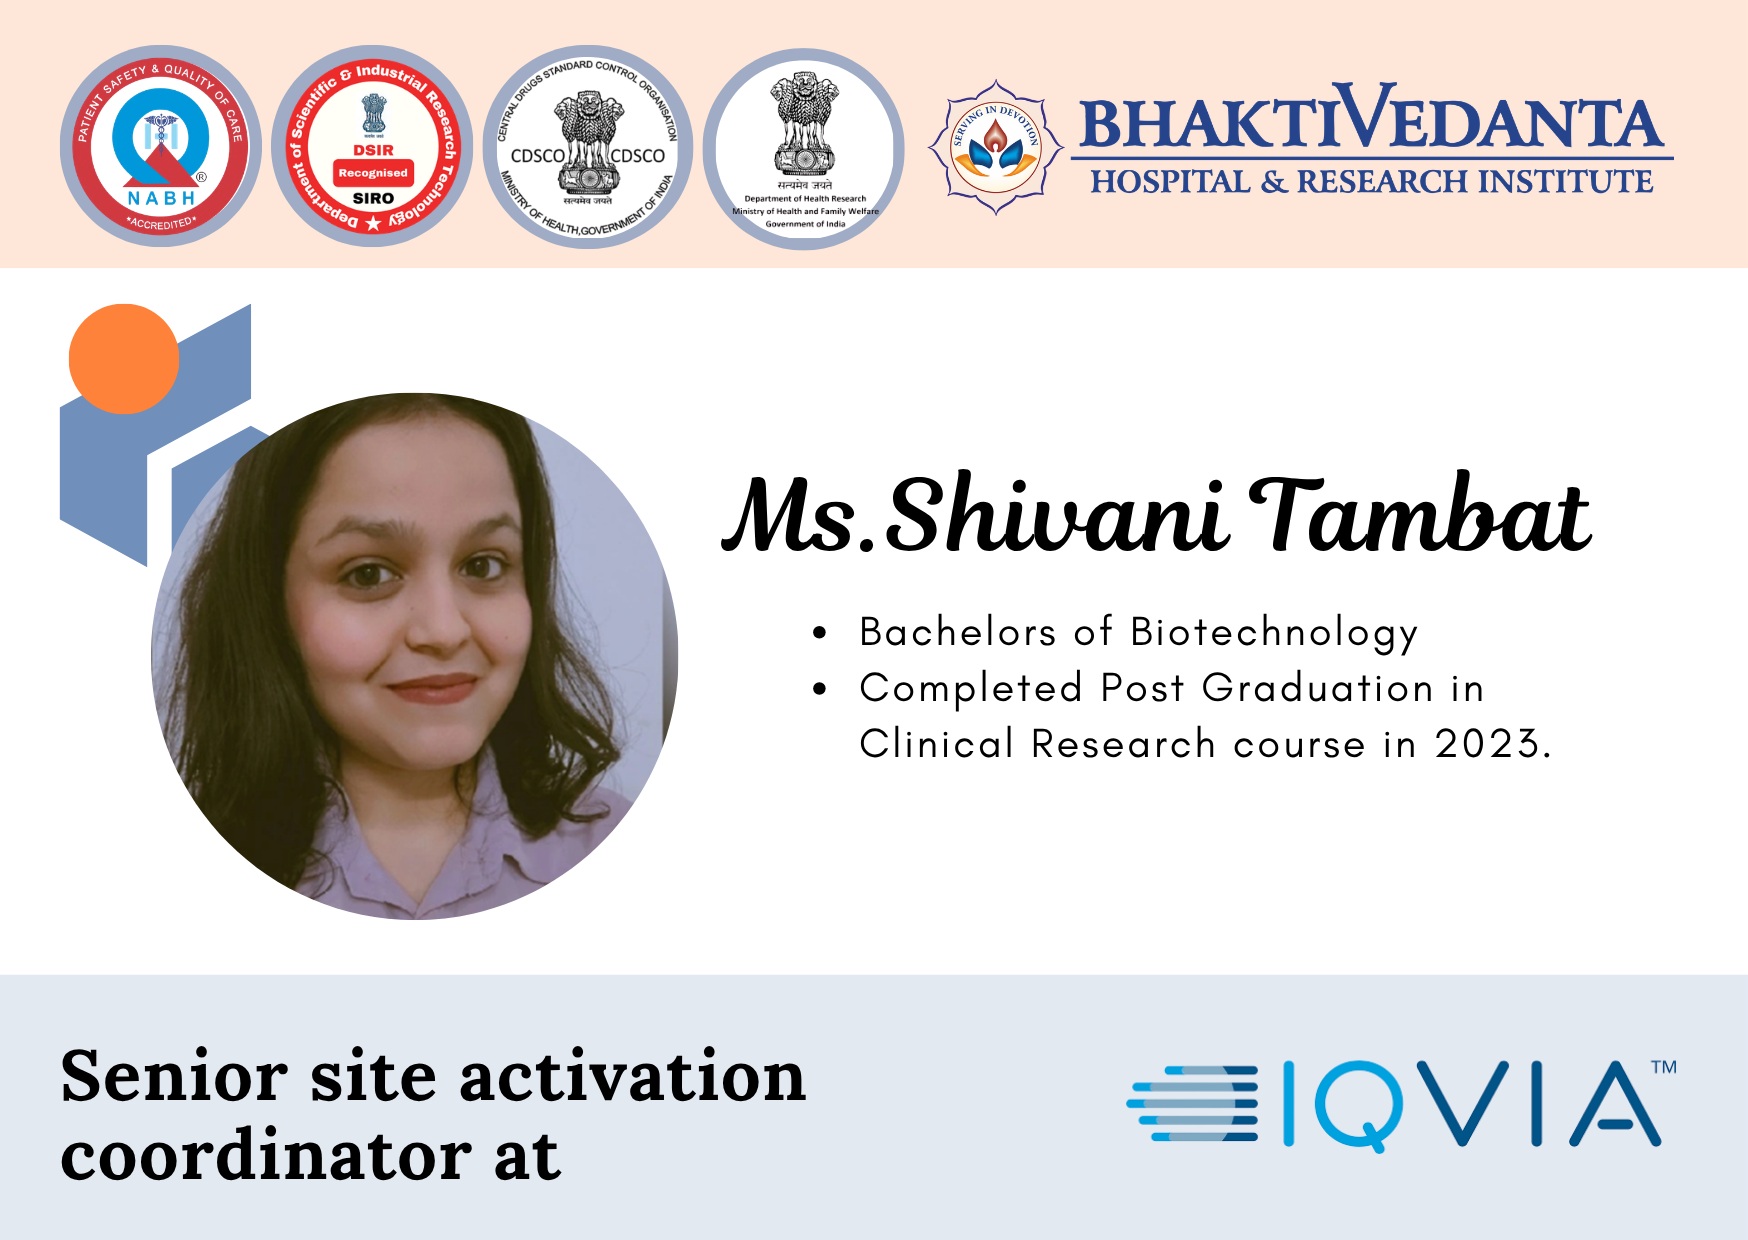 PATIENT SAFETY & QUALITY OF CARE
NABH
®
*ACCREDITED*
Department of Scientific & Industrial Research Technology
DSIR
Recognised
SIRO
CENTRAL DRUGS STANDARD CONTROL ORGANISATION
CDSCO CDSCO
सत्यमेव जयते
MINISTRY OF HEALTH,GOVERNMENT OF INDIA
सत्यमेव जयते
Department of Health Research
Ministry of Health and Family Welfare
Government of India
SERVING IN DEVOTION
BHAKTIVEDANTA
HOSPITAL & RESEARCH INSTITUTE
Ms.Shivani Tambat
• Bachelors of Biotechnology
• Completed Post Graduation in
Clinical Research course in 2023.
Senior site activation
coordinator at
IQVIA™